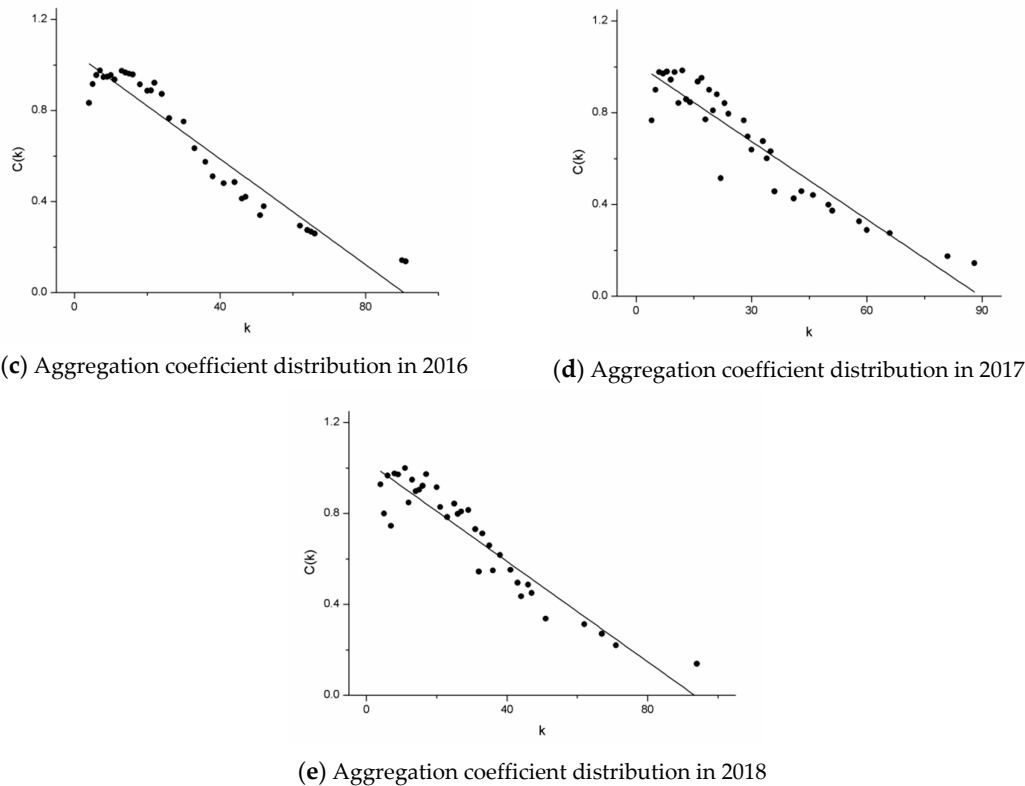 1.2
0.8
0.4
0.0
C(k)
0
40
80
k
(c) Aggregation coefficient distribution in 2016
1.2
0.8
0.4
0.0
C(k)
0
30
60
90
k
(d) Aggregation coefficient distribution in 2017
1.2
0.8
0.4
0.0
C(k)
0
40
80
k
(e) Aggregation coefficient distribution in 2018